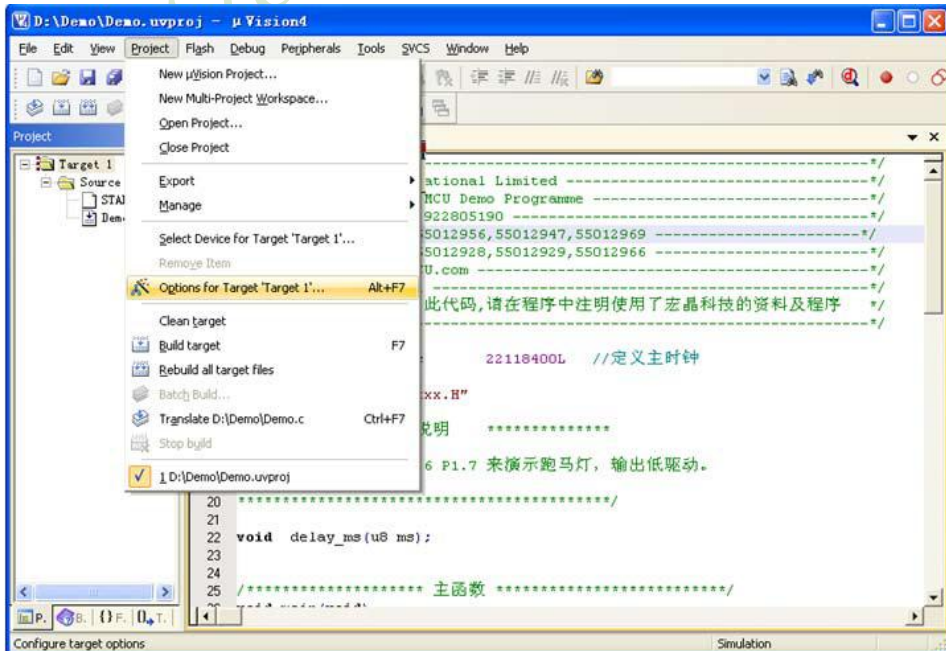 D:\Demo\Demo.uvproj - µVision4
File Edit View Project Flash Debug Peripherals Tools SVCS Window Help
New µVision Project...
New Multi-Project Workspace...
Open Project...
Close Project
Export
Manage
Select Device for Target 'Target 1'...
Remove Item
Options for Target 'Target 1'... Alt+F7
Clean target
Build target F7
Rebuild all target files
Batch Build...
Translate D:\Demo\Demo.c Ctrl+F7
Stop build
1 D:\Demo\Demo.uvproj
Project
Target 1
Source
STA
Dem
-----------------------------------------------*/
ational Limited ----------------------------------*/
MCU Demo Programme -------------------------------*/
922805190 ----------------------------------------*/
55012956,55012947,55012969 -----------------------*/
55012928,55012929,55012966 -----------------------*/
U.com --------------------------------------------*/
--------------------------------------------------*/
此代码,请在程序中注明使用了宏晶科技的资料及程序 */
--------------------------------------------------*/
22118400L //定义主时钟
xx.H"
说明 **************
6 P1.7 来演示跑马灯，输出低驱动。
20 ******************************************/
21
22 void delay_ms(u8 ms);
23
24
25 /******************** 主函数 **************************/
P. B. {} F. 0 T.
Configure target options Simulation